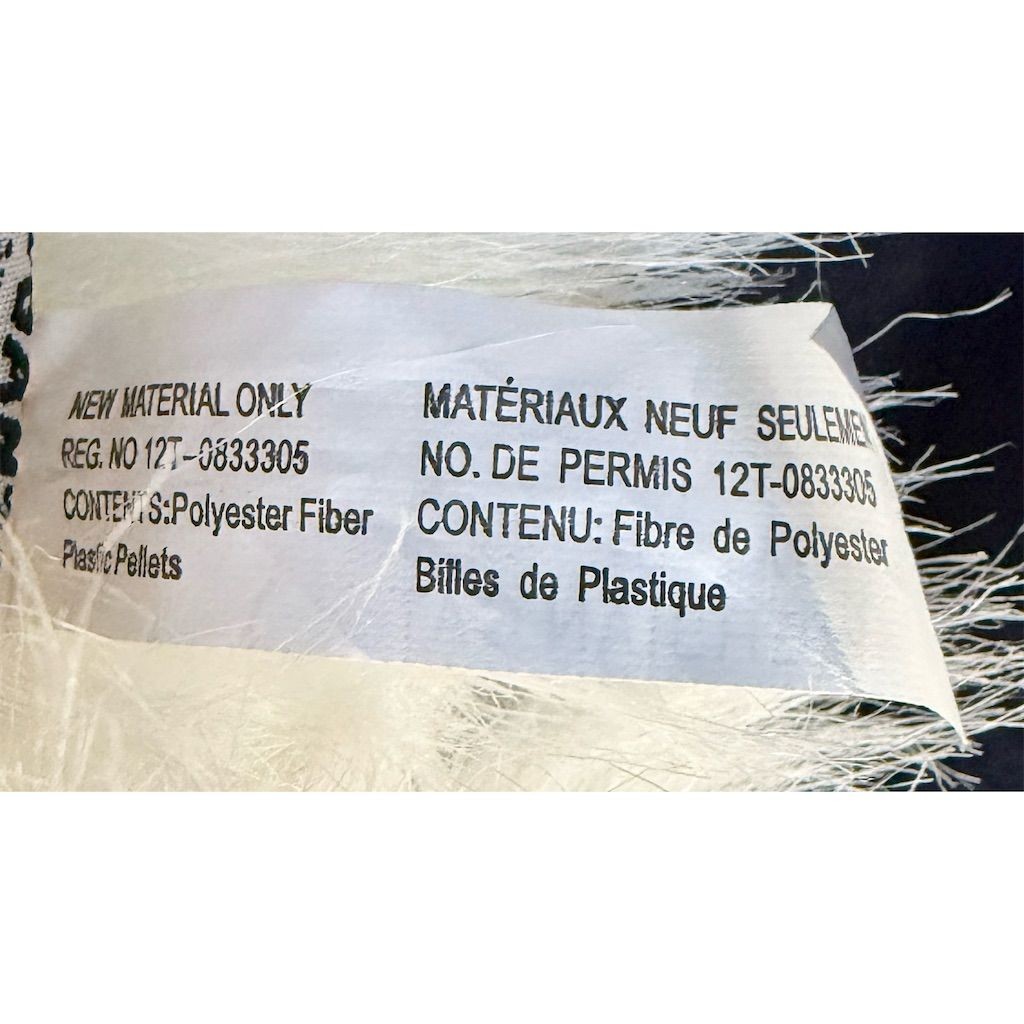 NEW MATERIAL ONLY
REG. NO 12T-0833305
CONTENTS:Polyester Fiber
Plastic Pellets
MATÉRIAUX NEUF SEULEMEN
NO. DE PERMIS 12T-0833305
CONTENU: Fibre de Polyester
Billes de Plastique